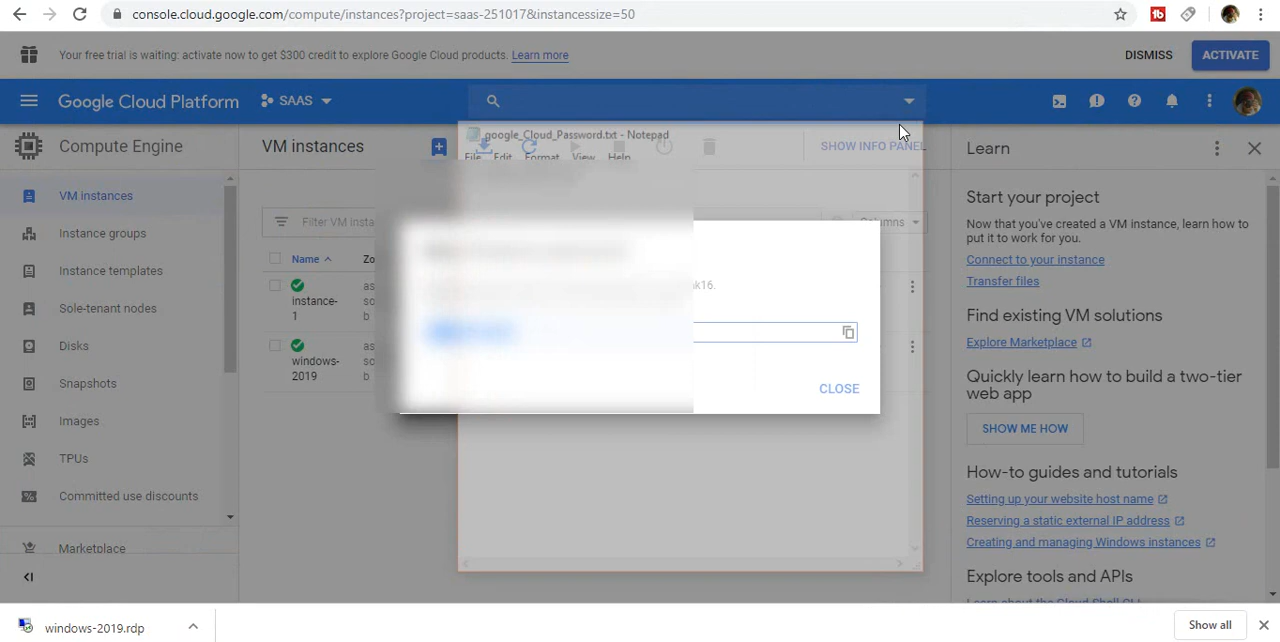 console.cloud.google.com/compute/instances?project=saas-251017&instancessize=50
Your free trial is waiting: activate now to get $300 credit to explore Google Cloud products. Learn more
DISMISS
ACTIVATE
Google Cloud Platform
SAAS
Compute Engine
VM instances
Instance groups
Instance templates
Sole-tenant nodes
Disks
Snapshots
Images
TPUs
Committed use discounts
Marketplace
VM instances
SHOW INFO PANEL
google_Cloud_Password.txt - Notepad
File Edit Format View Help
Filter VM insta
Columns
Name
Zo
instance-
1
as
so
b
windows-
2019
as
so
b
k16.
CLOSE
Learn
Start your project
Now that you've created a VM instance, learn how to
put it to work for you.
Connect to your instance
Transfer files
Find existing VM solutions
Explore Marketplace
Quickly learn how to build a two-tier
web app
SHOW ME HOW
How-to guides and tutorials
Setting up your website host name
Reserving a static external IP address
Creating and managing Windows instances
Explore tools and APIs
Learn about the Cloud Shell CLI
windows-2019.rdp
Show all